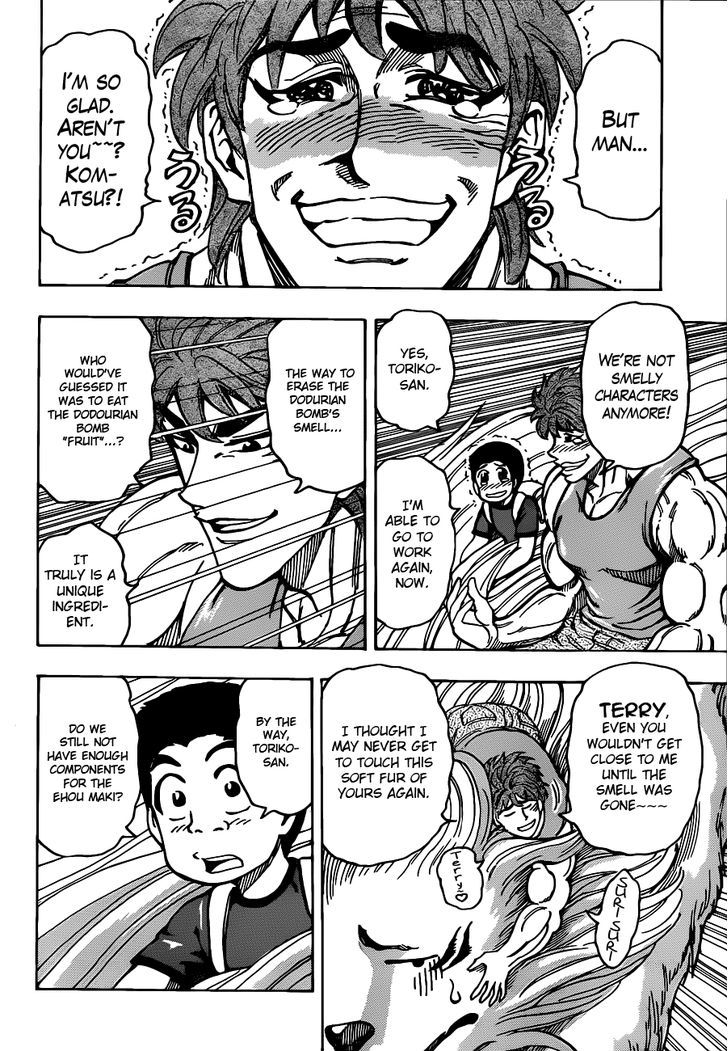 BUT
MAN...
I'M SO
GLAD.
AREN'T
YOU~~?
KOM-
ATSU?!
うる
うる
WE'RE NOT
SMELLY
CHARACTERS
ANYMORE!
YES,
TORIKO-
SAN.
I'M
ABLE TO
GO TO
WORK
AGAIN,
NOW.
THE WAY TO
ERASE THE
DODURIAN
BOMB'S
SMELL...
WHO
WOULD'VE
GUESSED IT
WAS TO EAT
THE DODOURIAN
BOMB
"FRUIT"...?
IT
TRULY IS A
UNIQUE
INGREDI-
ENT.
TERRY,
EVEN YOU
WOULDN'T GET
CLOSE TO ME
UNTIL THE
SMELL WAS
GONE~~~
I THOUGHT I
MAY NEVER GET
TO TOUCH THIS
SOFT FUR OF
YOURS AGAIN.
Terry~♡
SURISURI
BY THE
WAY,
TORIKO-
SAN.
DO WE
STILL NOT
HAVE ENOUGH
COMPONENTS
FOR THE
EHOU MAKI?